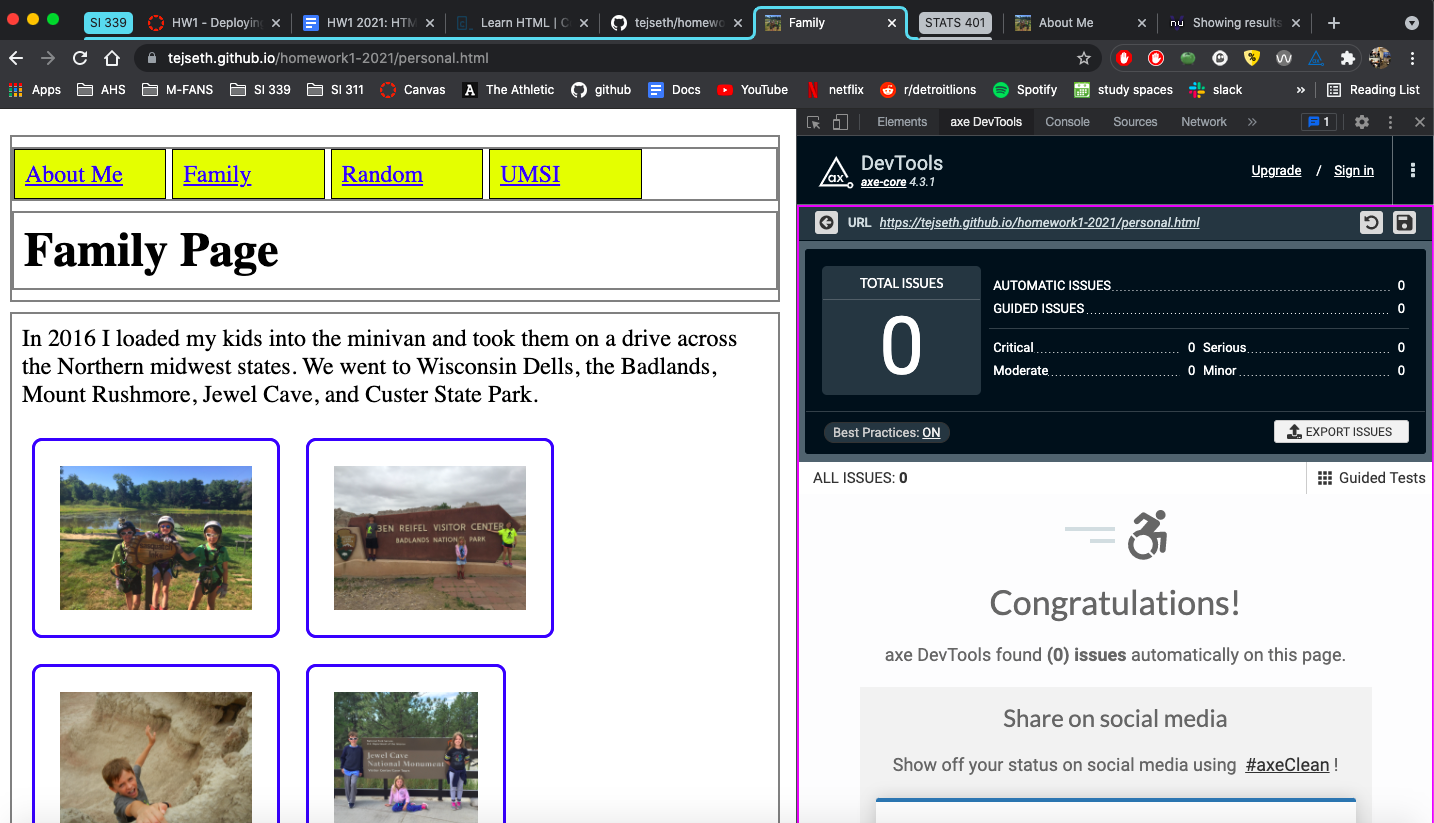 SI 339
HW1 - Deploying
HW1 2021: HTM
Learn HTML | C
tejseth/homewo
Family
STATS 401
About Me
nu
Showing results
tejseth.github.io/homework1-2021/personal.html
Apps
AHS
M-FANS
SI 339
SI 311
Canvas
A
The Athletic
github
Docs
YouTube
netflix
r/detroitlions
Spotify
study spaces
slack
»
Reading List
About Me
Family
Random
UMSI
Family Page
In 2016 I loaded my kids into the minivan and took them on a drive across
the Northern midwest states. We went to Wisconsin Dells, the Badlands,
Mount Rushmore, Jewel Cave, and Custer State Park.
BEN REIFEL VISITOR CENTER
BADLANDS NATIONAL PARK
Jewel Cave
National Monument
Elements
axe DevTools
Console
Sources
Network
»
1
ax
DevTools
axe-core 4.3.1
Upgrade / Sign in
URL https://tejseth.github.io/homework1-2021/personal.html
TOTAL ISSUES
0
AUTOMATIC ISSUES 0
GUIDED ISSUES 0
Critical 0 Serious 0
Moderate 0 Minor 0
Best Practices: ON
EXPORT ISSUES
ALL ISSUES: 0
Guided Tests
Congratulations!
axe DevTools found (0) issues automatically on this page.
Share on social media
Show off your status on social media using #axeClean !